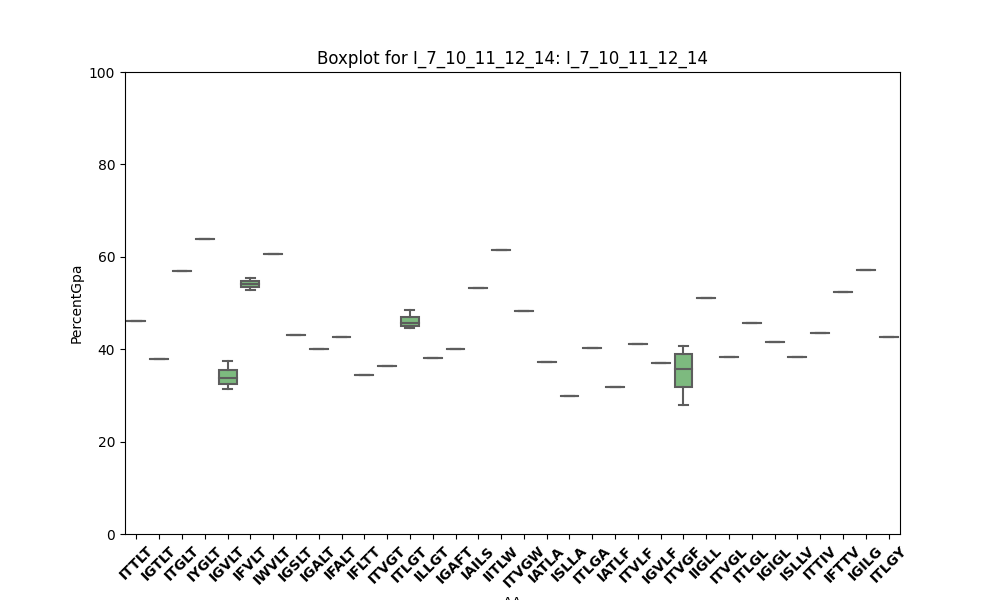 Boxplot for I_7_10_11_12_14: I_7_10_11_12_14
100
80
60
40
20
0
PercentGpa
ITTLT
IGTLT
ITGLT
IYGLT
IGVLT
IFVLT
IWVLT
IGSLT
IGALT
IFALT
IFLTT
ITVGT
ITLGT
ILLGT
IGAFT
IAILS
IITLW
ITVGW
IATLA
ISLLA
ITLGA
IATLF
ITVLF
IGVLF
ITVGF
IIGLL
ITVGL
ITLGL
IGIGL
ISLLV
ITTIV
IFTTV
IGILG
ITLGY